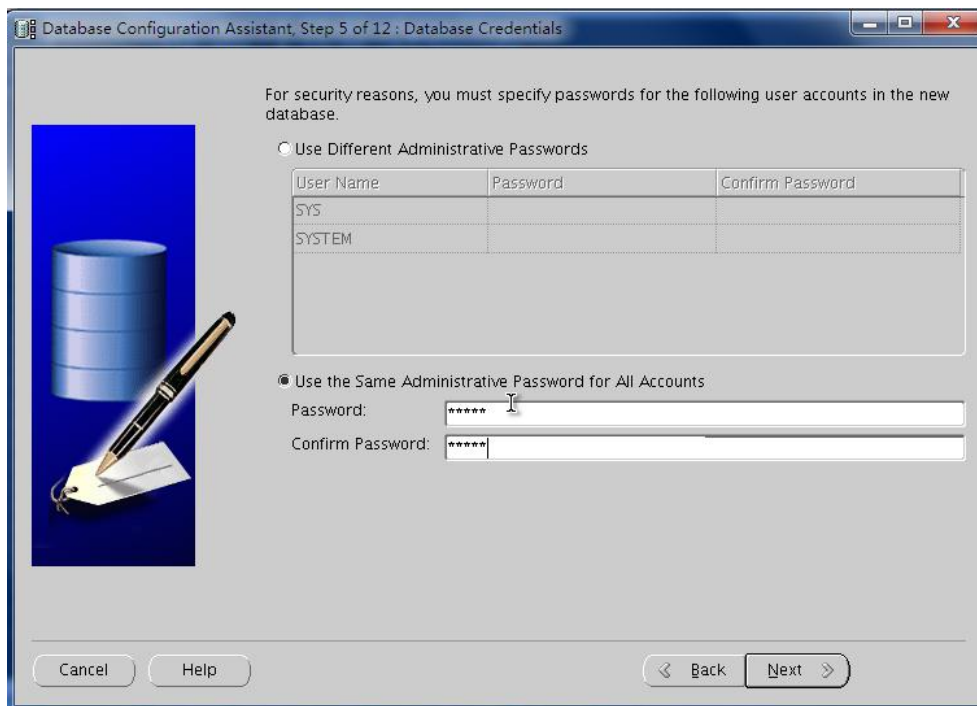 Database Configuration Assistant, Step 5 of 12 : Database Credentials
For security reasons, you must specify passwords for the following user accounts in the new
database.
Use Different Administrative Passwords
User Name Password Confirm Password
SYS
SYSTEM
Use the Same Administrative Password for All Accounts
Password: *****
Confirm Password: *****
Cancel Help Back Next